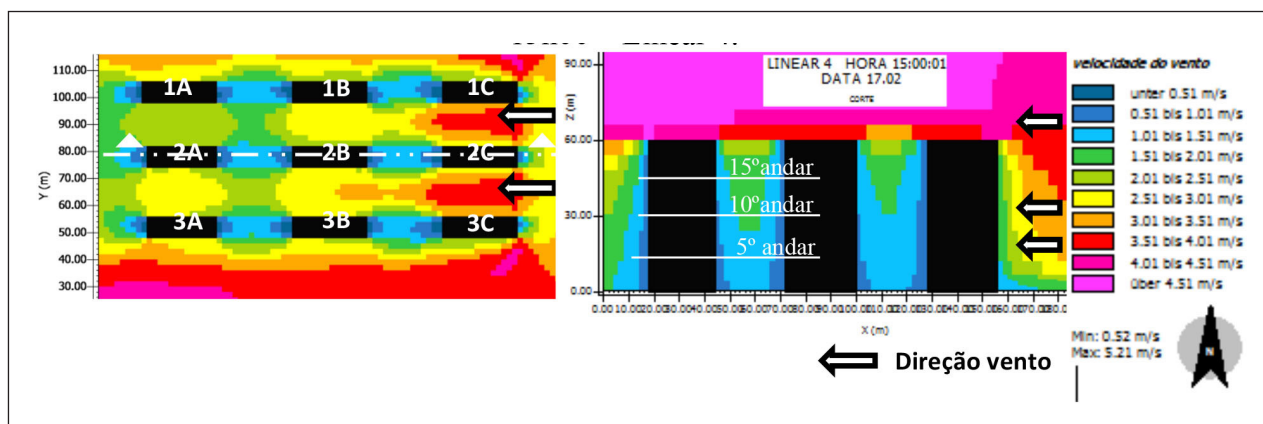 110.00
100.00
90.00
80.00
70.00
60.00
50.00
40.00
30.00
Y (m)
1A 1B 1C
2A 2B 2C
3A 3B 3C
90.00
60.00
30.00
0.00
Z (m)
LINEAR 4 HORA 15:00:01
DATA 17.02
CORTE
15º andar
10º andar
5º andar
X (m)
velocidade do vento
unter 0.51 m/s
0.51 bis 1.01 m/s
1.01 bis 1.51 m/s
1.51 bis 2.01 m/s
2.01 bis 2.51 m/s
2.51 bis 3.01 m/s
3.01 bis 3.51 m/s
3.51 bis 4.01 m/s
4.01 bis 4.51 m/s
über 4.51 m/s
Min: 0.52 m/s
Max: 5.21 m/s
N
Direção vento